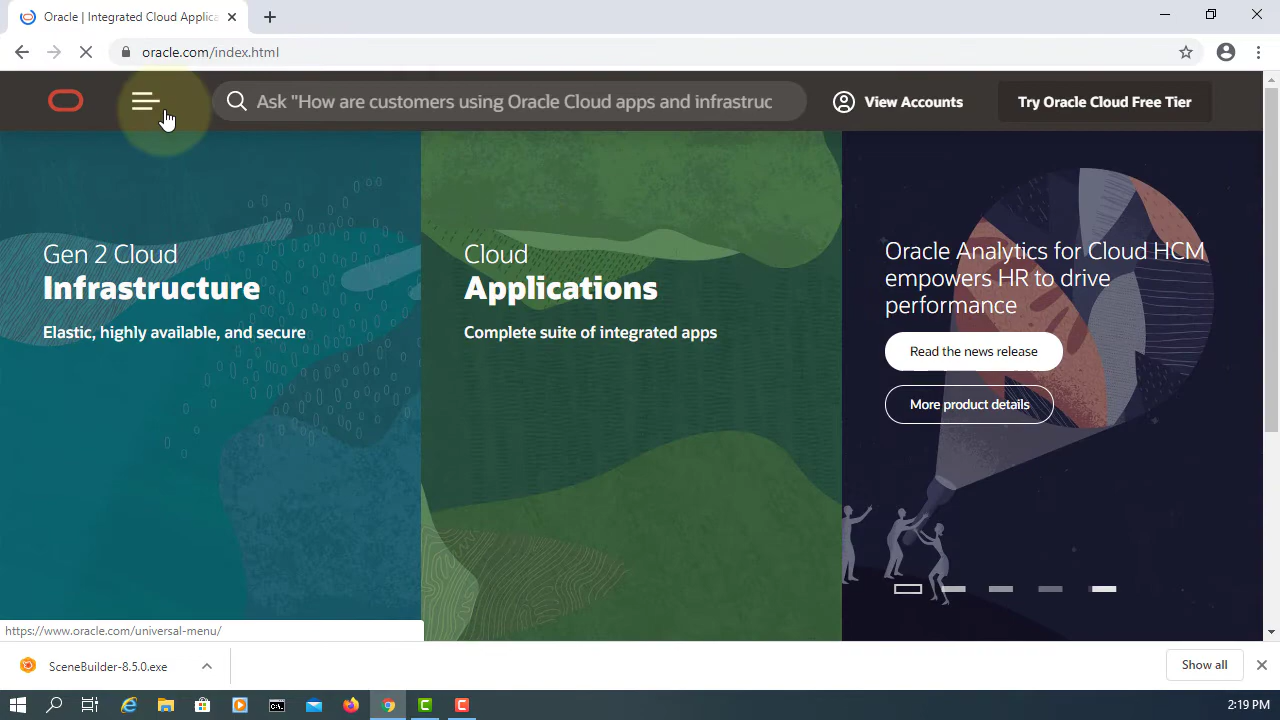 Oracle | Integrated Cloud Applica
oracle.com/index.html
Ask "How are customers using Oracle Cloud apps and infrastruc
View Accounts
Try Oracle Cloud Free Tier
Gen 2 Cloud
Infrastructure
Elastic, highly available, and secure
Cloud
Applications
Complete suite of integrated apps
Oracle Analytics for Cloud HCM
empowers HR to drive
performance
Read the news release
More product details
https://www.oracle.com/universal-menu/
SceneBuilder-8.5.0.exe
Show all
2:19 PM